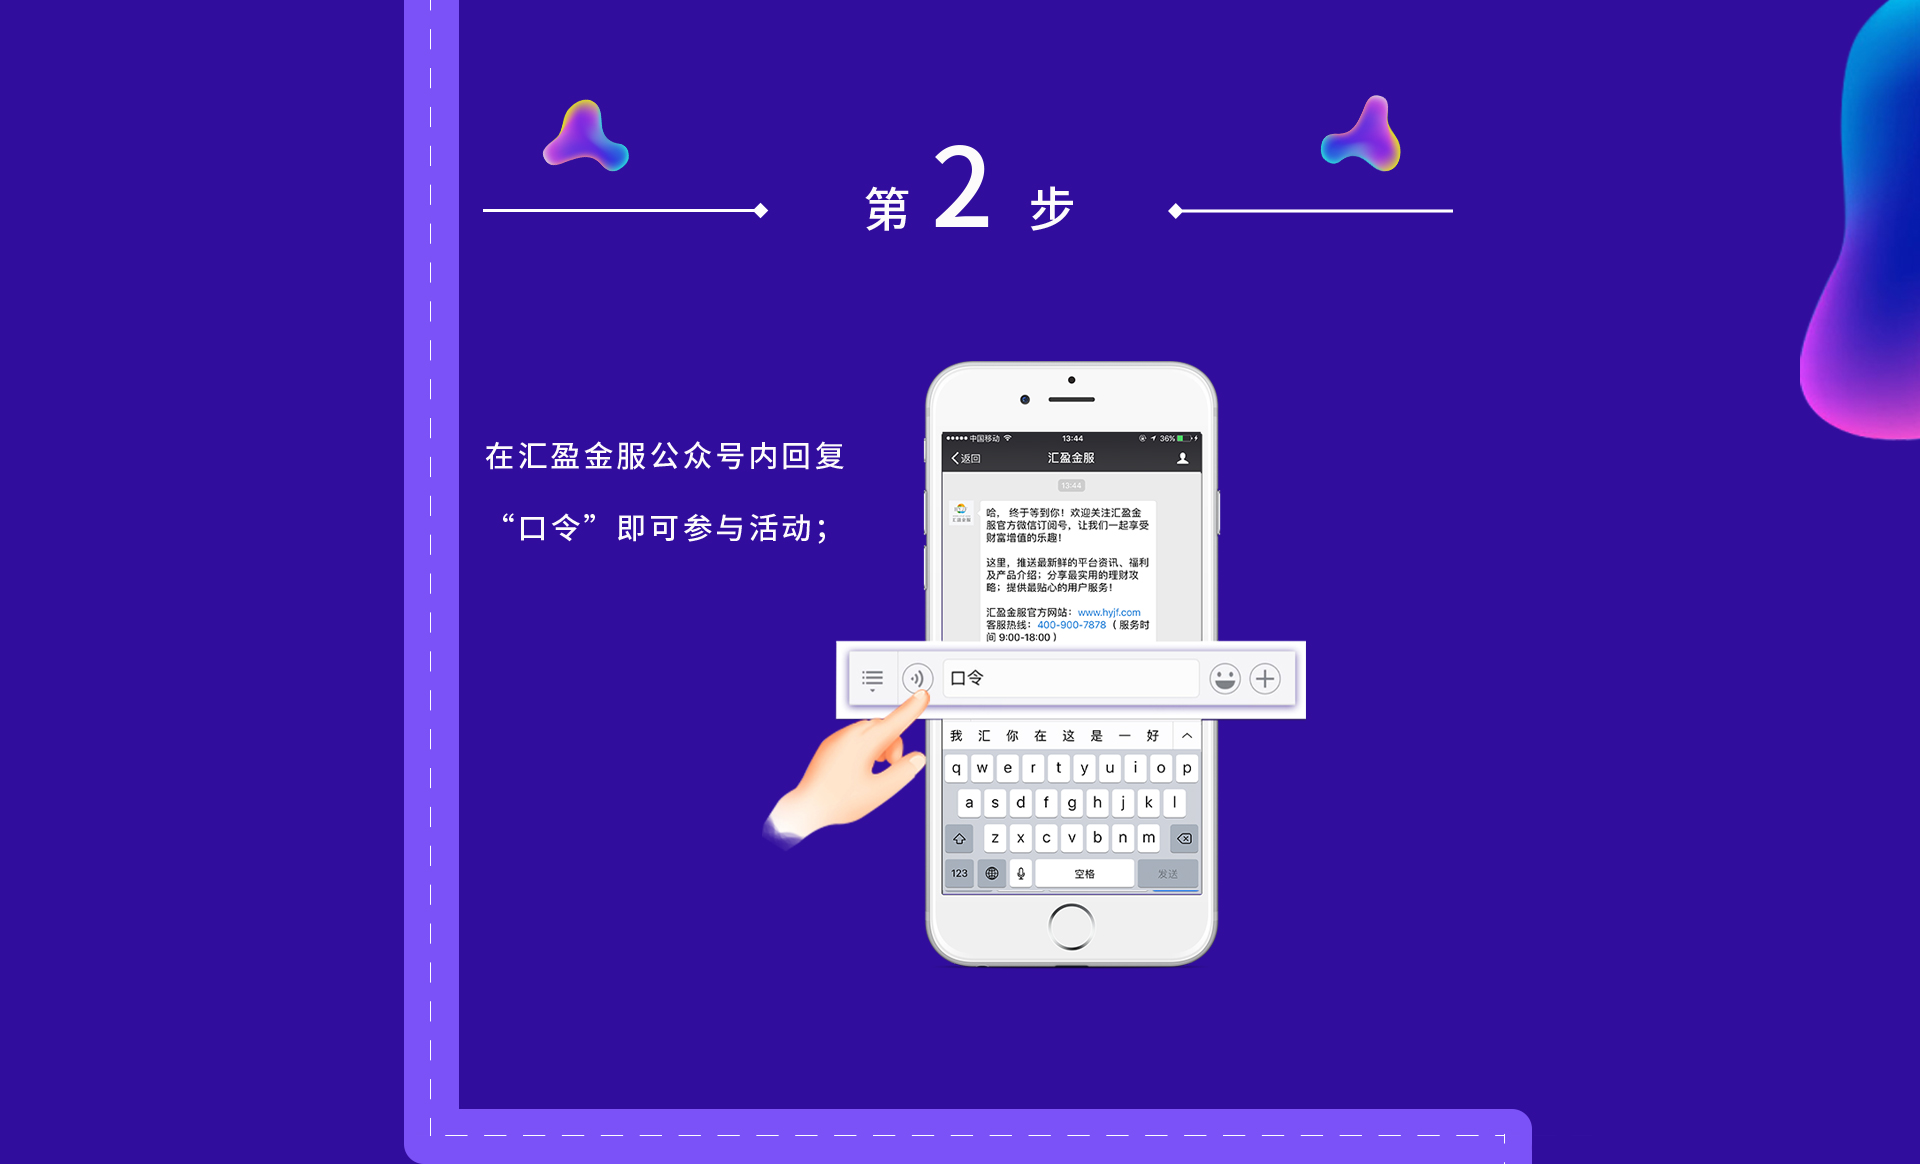 第 2 步
在汇盈金服公众号内回复
“口令”即可参与活动；
中国移动 13:44 36%
返回 汇盈金服
13:44
汇盈金服
哈， 终于等到你！欢迎关注汇盈金
服官方微信订阅号，让我们一起享受
财富增值的乐趣！
这里，推送最新鲜的平台资讯、福利
及产品介绍；分享最实用的理财攻
略；提供最贴心的用户服务！
汇盈金服官方网站：www.hyjf.com
客服热线：400-900-7878（服务时
间 9:00-18:00）
口令
我 汇 你 在 这 是 一 好
q w e r t y u i o p
a s d f g h j k l
z x c v b n m
123 空格 发送